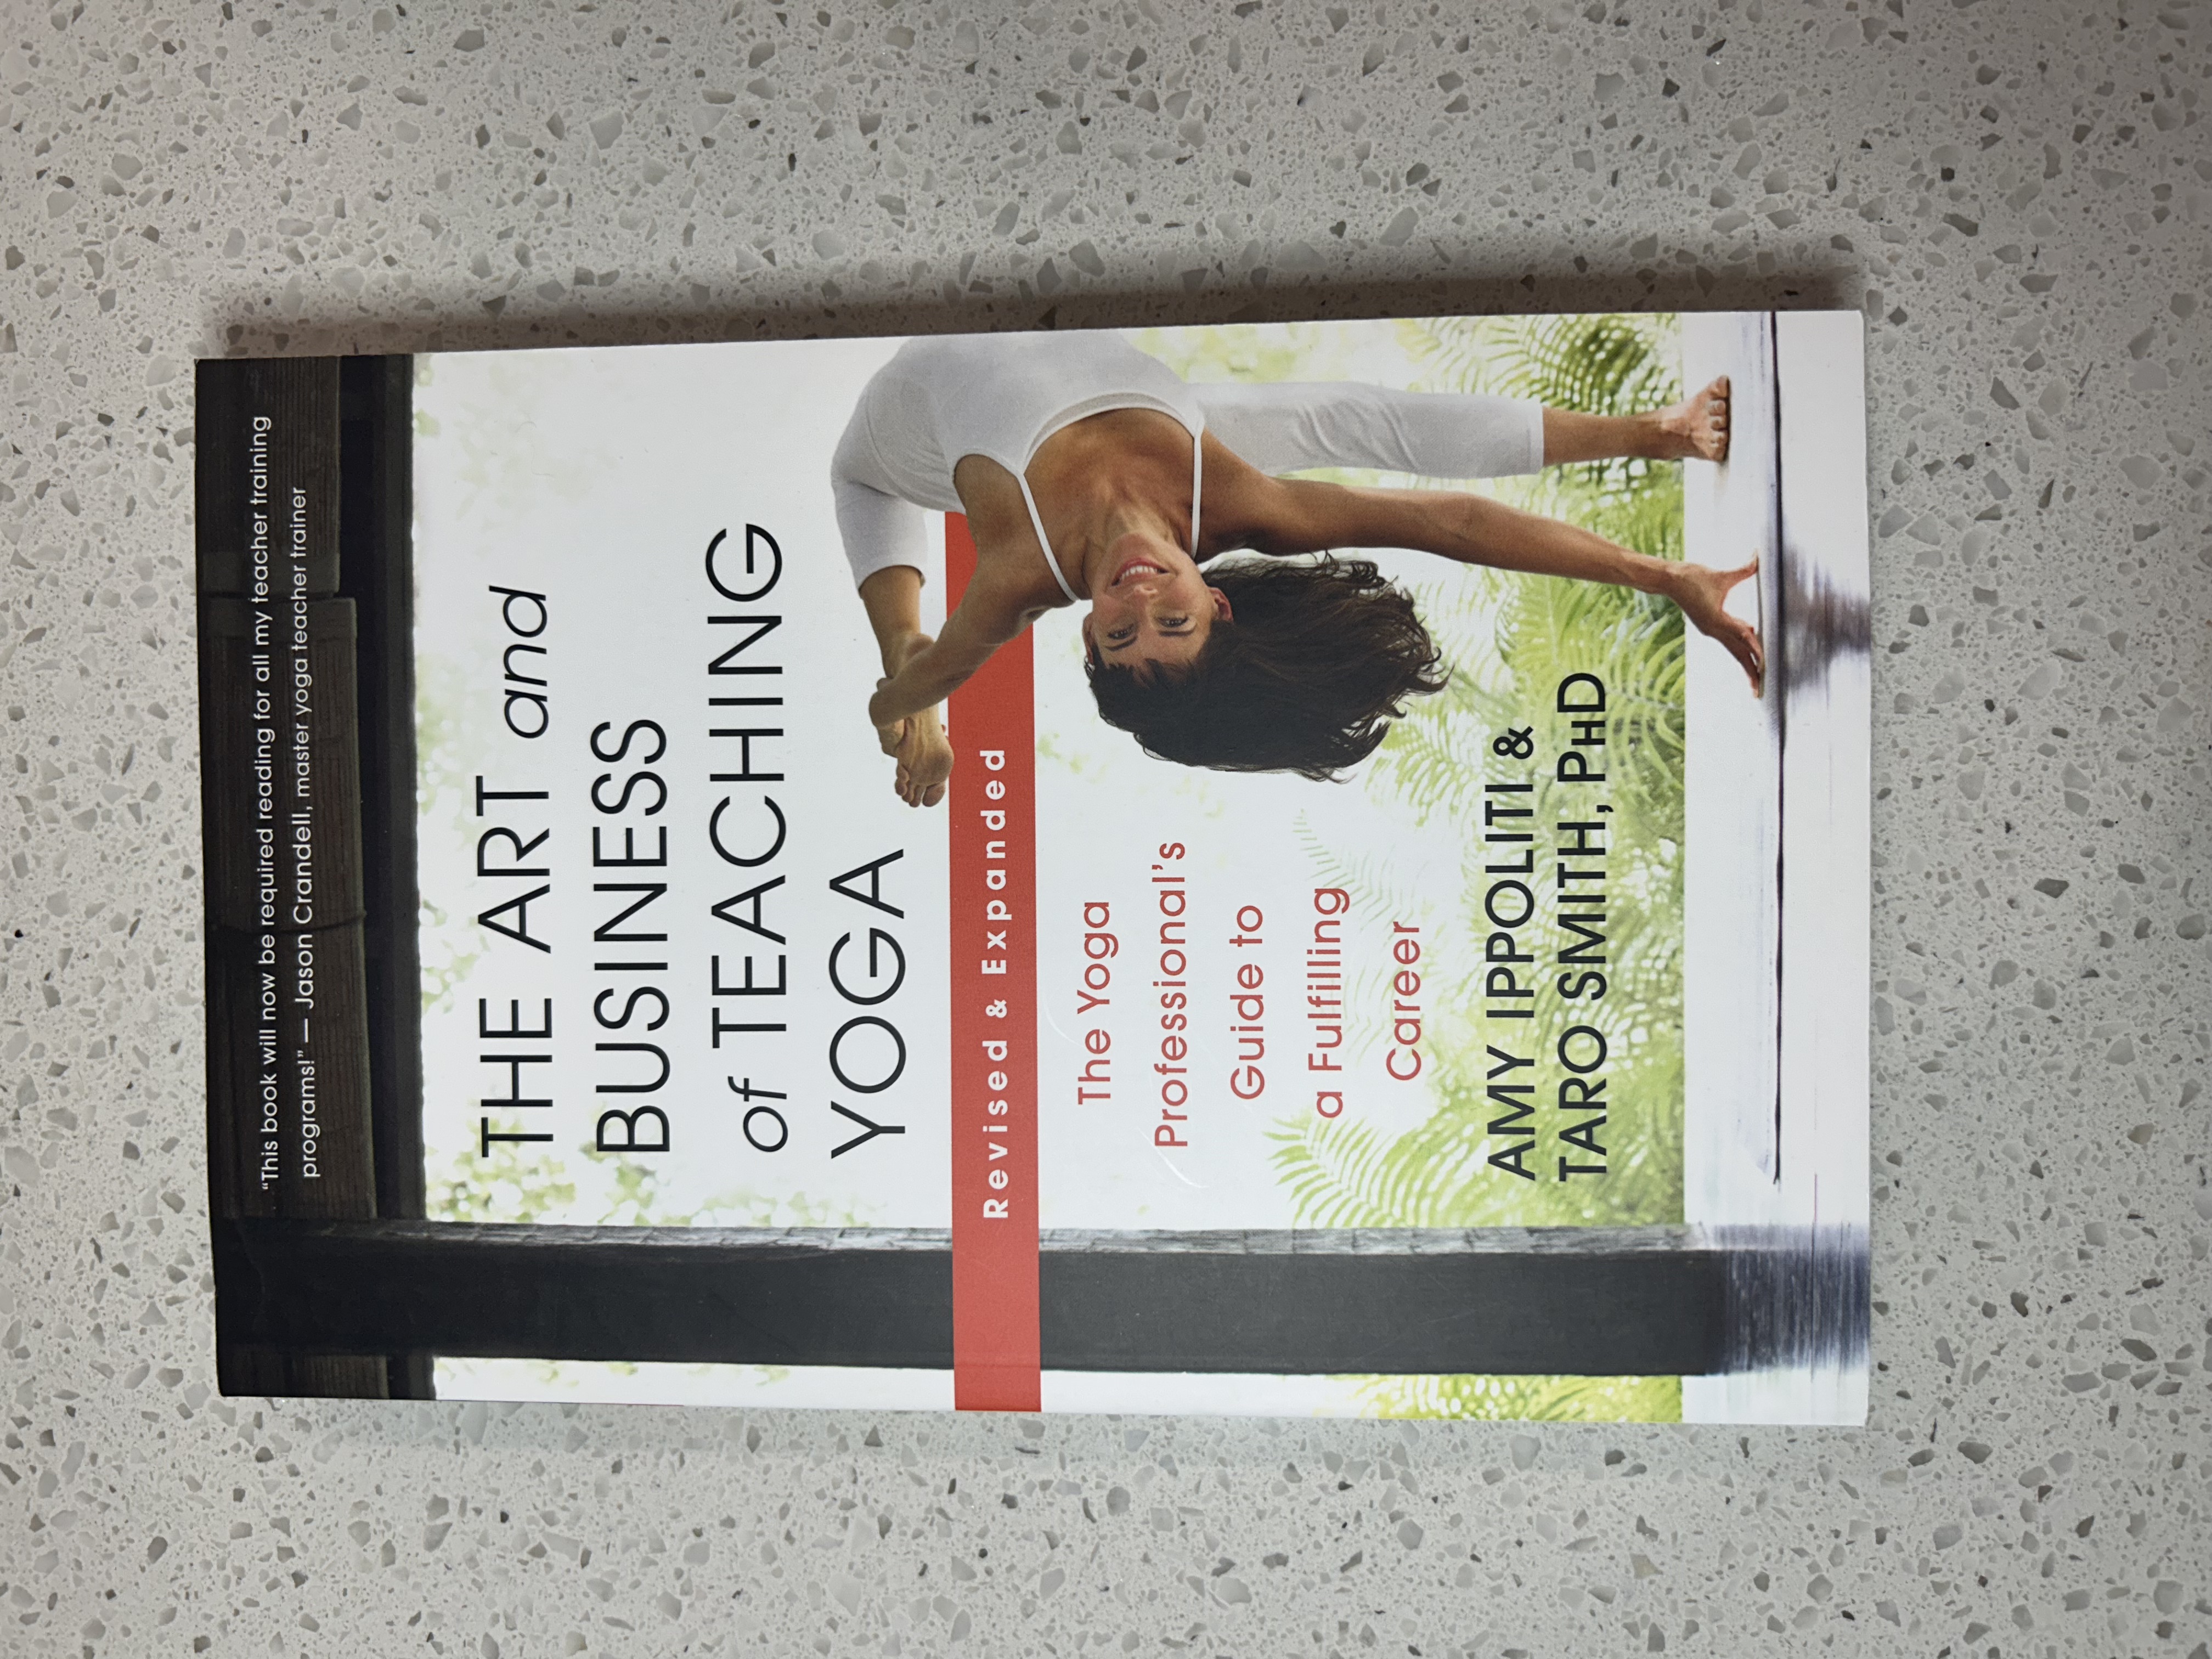 “This book will now be required reading for all my teacher training
programs!” — Jason Crandell, master yoga teacher trainer
THE ART and
BUSINESS
of TEACHING
YOGA
Revised & Expanded
The Yoga
Professional’s
Guide to
a Fulfilling
Career
AMY IPPOLITI &
TARO SMITH, PHD